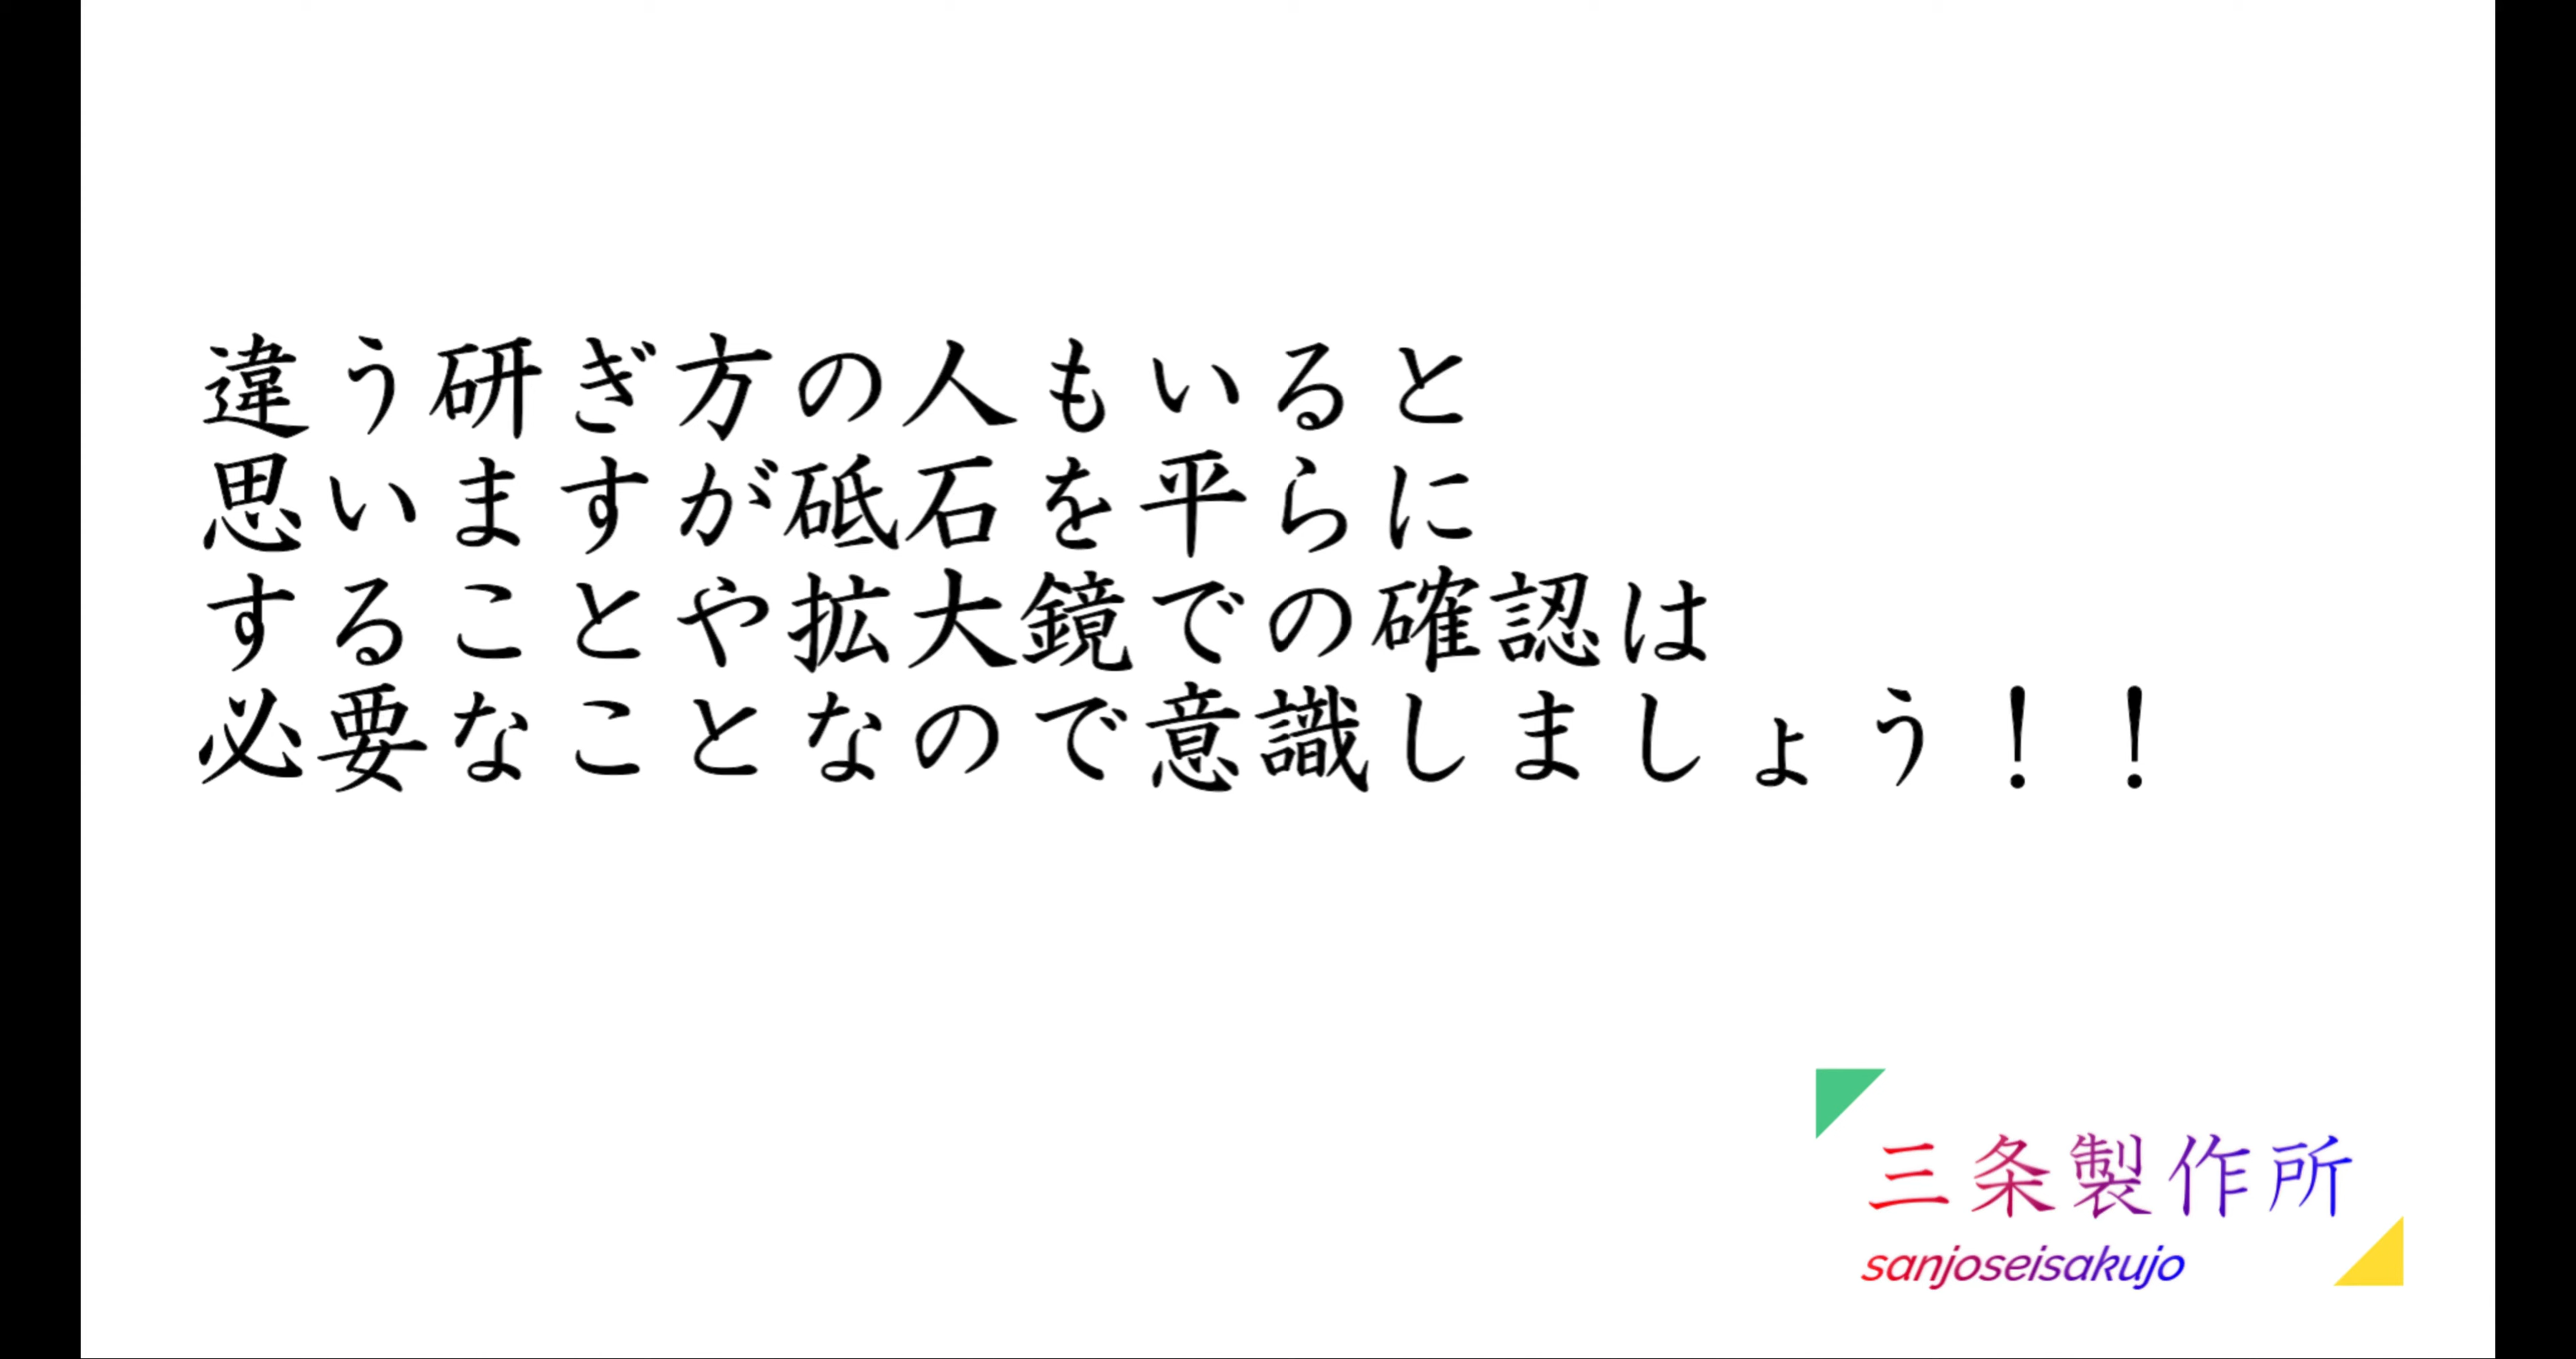 違う研ぎ方の人もいると
思いますが砥石を平らに
することや拡大鏡での確認は
必要なことなので意識しましょう！！
三条製作所
sanjoseisakujo